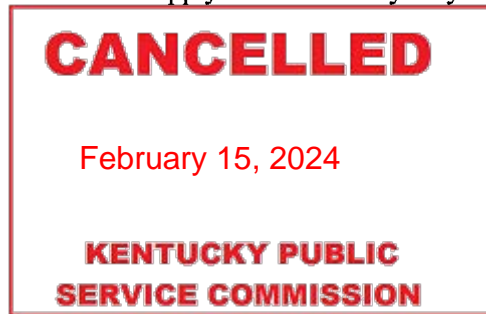 CANCELLED
February 15, 2024
KENTUCKY PUBLIC
SERVICE COMMISSION